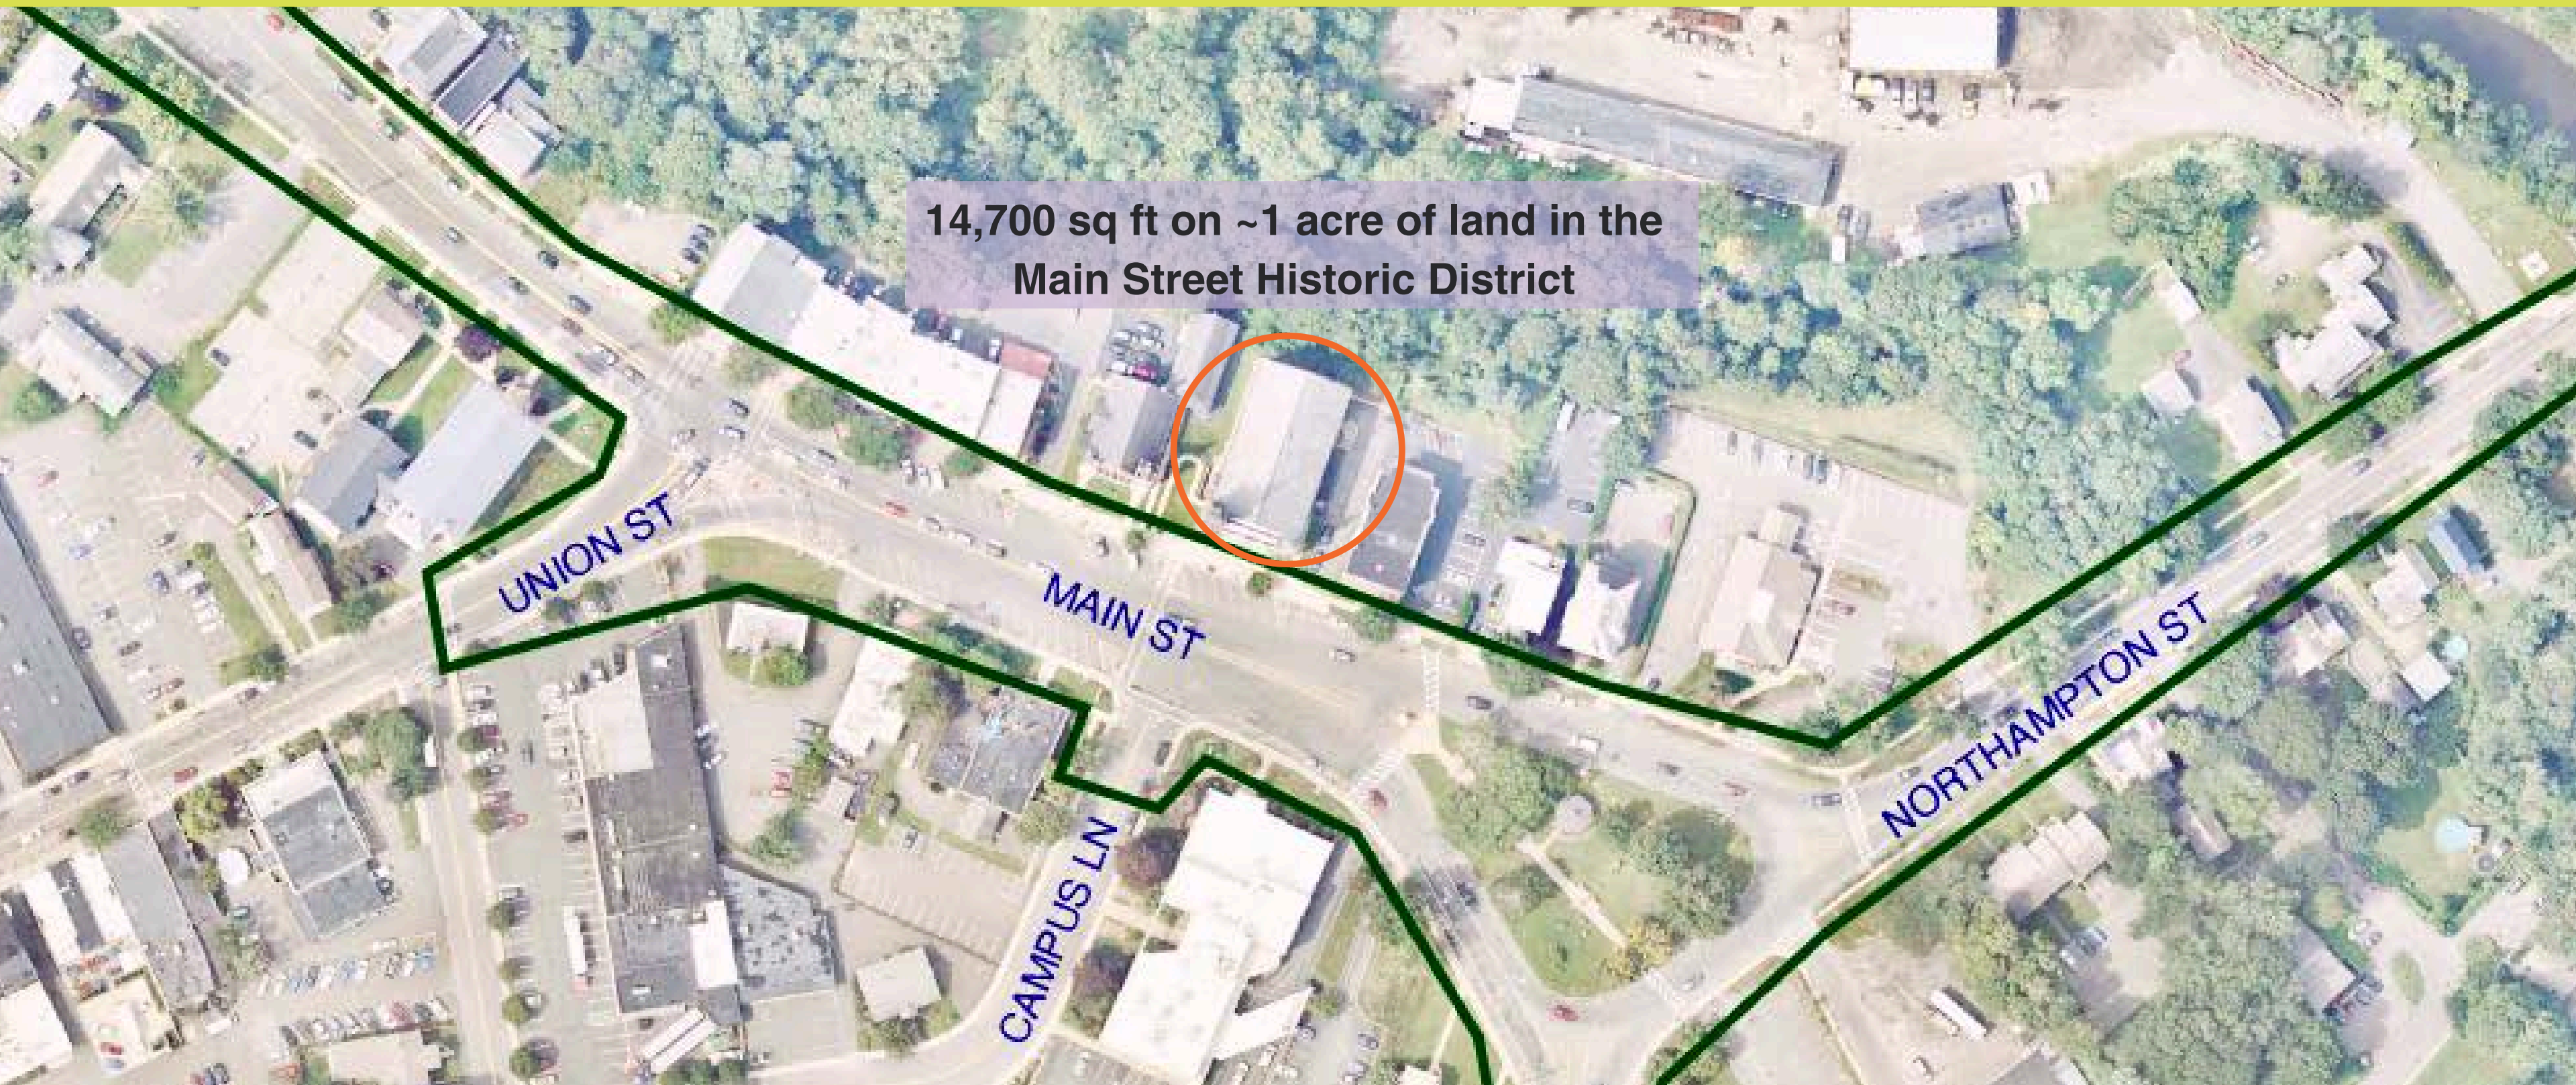 14,700 sq ft on ~1 acre of land in the
Main Street Historic District
UNION ST
MAIN ST
NORTHAMPTON ST
CAMPUS LN